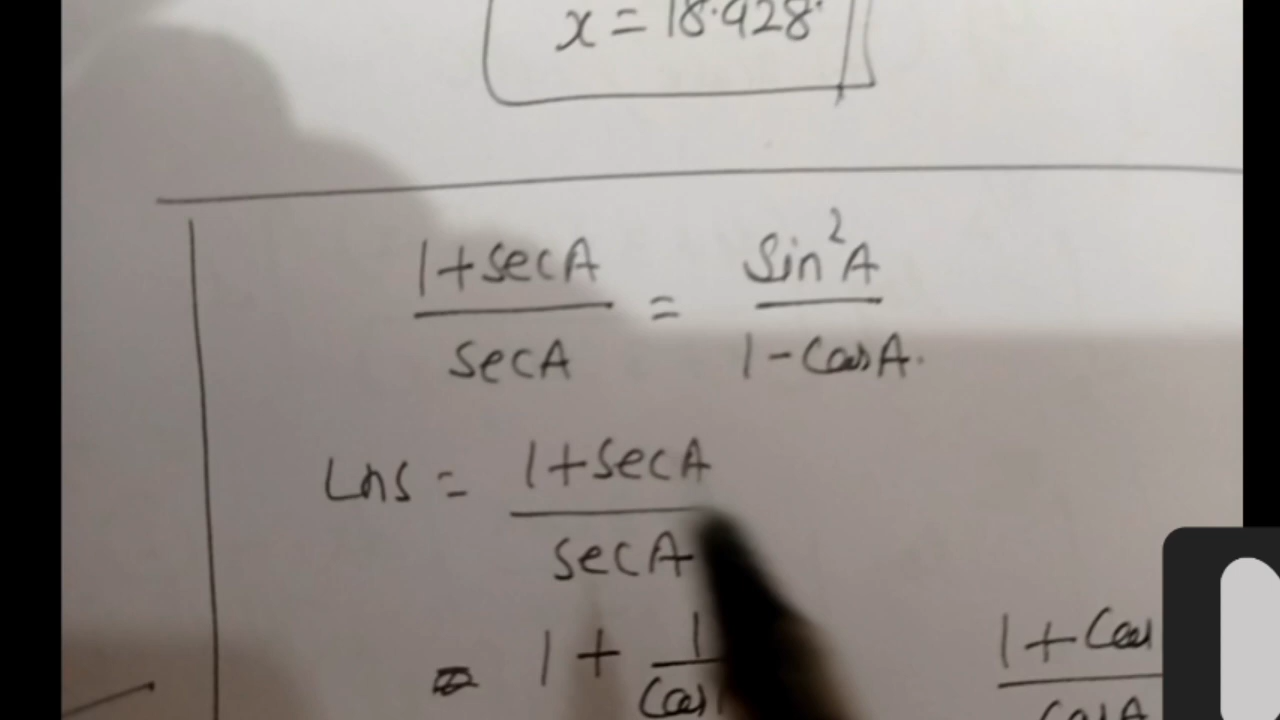 x = 18.928
1+secA / secA = Sin²A / 1-CosA.
LHS = 1+secA / secA
= 1 + 1 / Cos 1+Cos / CosA